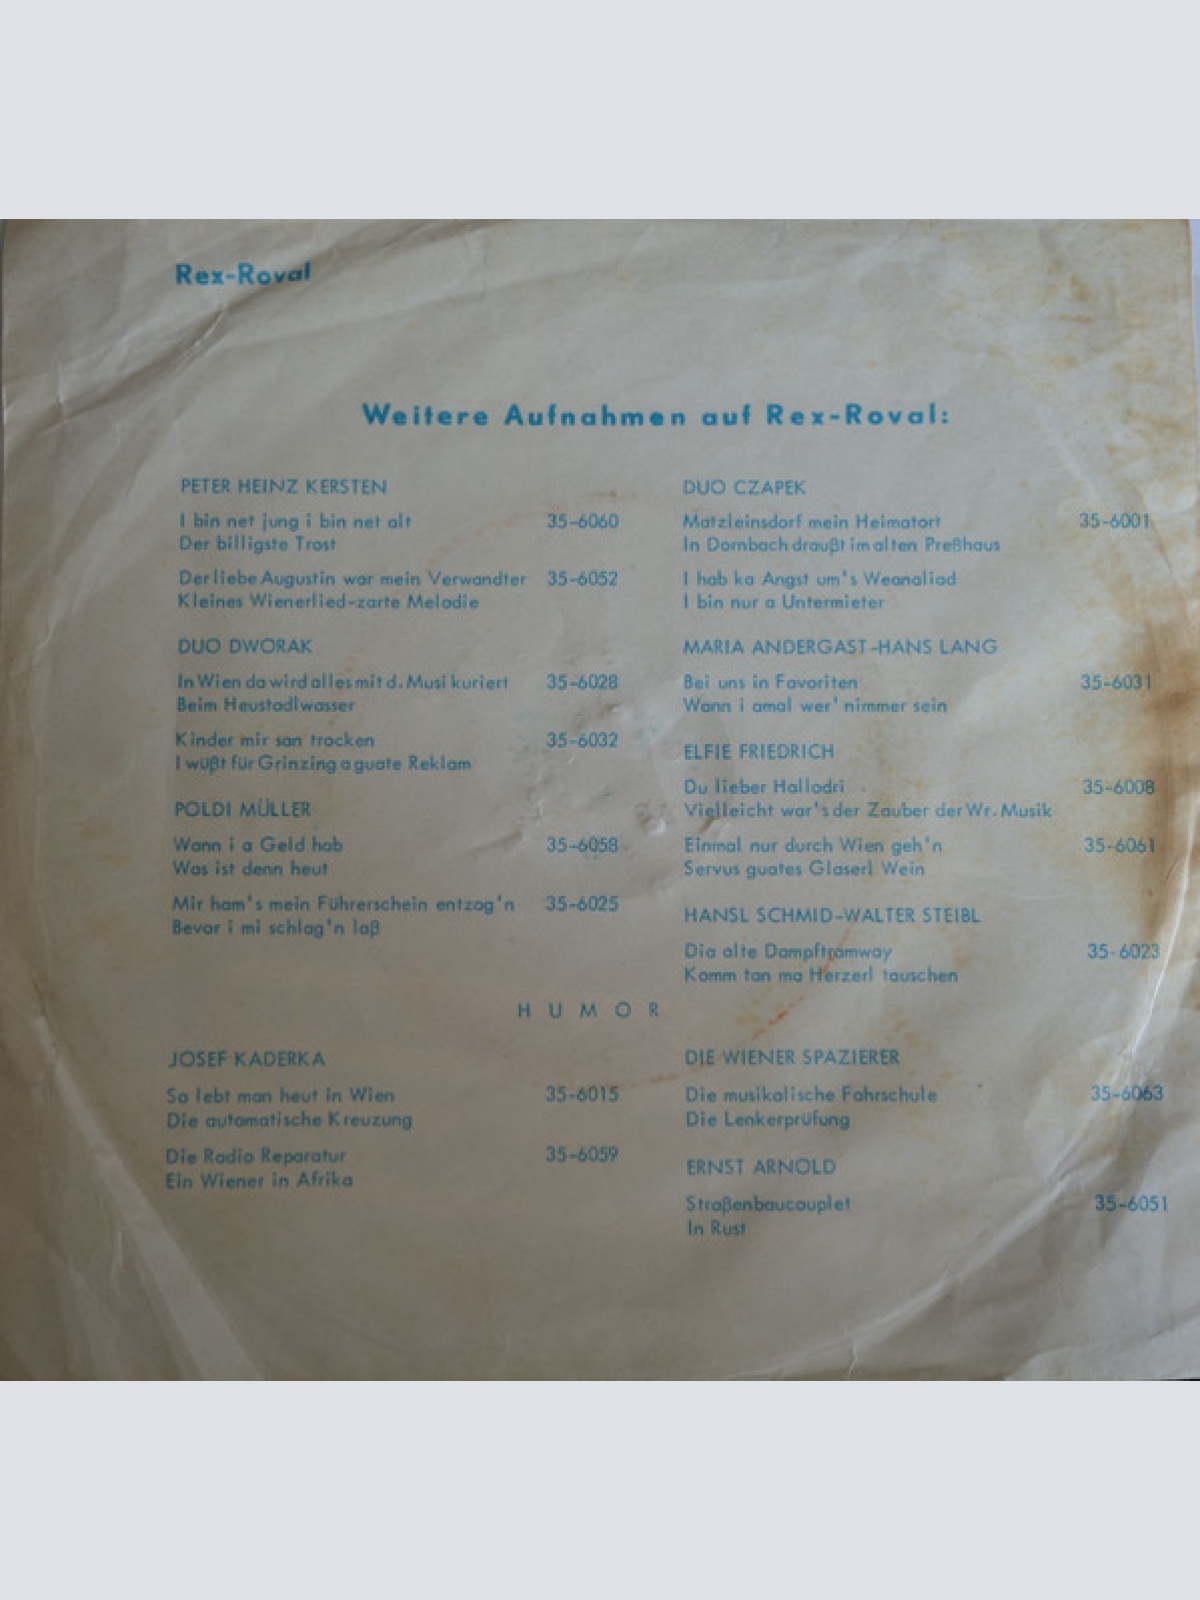 Rex-Roval
Weitere Aufnahmen auf Rex-Roval:
PETER HEINZ KERSTEN
I bin net jung i bin net alt 35-6060
Der billigste Trost
Der liebe Augustin war mein Verwandter 35-6052
Kleines Wienerlied-zarte Melodie
DUO DWORAK
In Wien da wird alles mit d. Musi kuriert 35-6028
Beim Heustadlwasser
Kinder mir san trocken 35-6032
I wüßt für Grinzing a guate Reklam
POLDI MÜLLER
Wann i a Geld hab 35-6058
Was ist denn heut
Mir ham's mein Führerschein entzog'n 35-6025
Bevor i mi schlag'n laß
DUO CZAPEK
Matzleinsdorf mein Heimatort 35-6001
In Dornbach draußt im alten Preßhaus
I hab ka Angst um's Weanaliad
I bin nur a Untermieter
MARIA ANDERGAST-HANS LANG
Bei uns in Favoriten 35-6031
Wann i amal wer' nimmer sein
ELFIE FRIEDRICH
Du lieber Hallodri 35-6008
Vielleicht war's der Zauber der Wr. Musik
Einmal nur durch Wien geh'n 35-6061
Servus guates Glaserl Wein
HANSL SCHMID-WALTER STEIBL
Dia alte Dampftramway 35-6023
Komm tan ma Herzerl tauschen
HUMOR
JOSEF KADERKA
So lebt man heut in Wien 35-6015
Die automatische Kreuzung
Die Radio Reparatur 35-6059
Ein Wiener in Afrika
DIE WIENER SPAZIERER
Die musikalische Fahrschule 35-6063
Die Lenkerprüfung
ERNST ARNOLD
Straßenbaucouplet 35-6051
In Rust